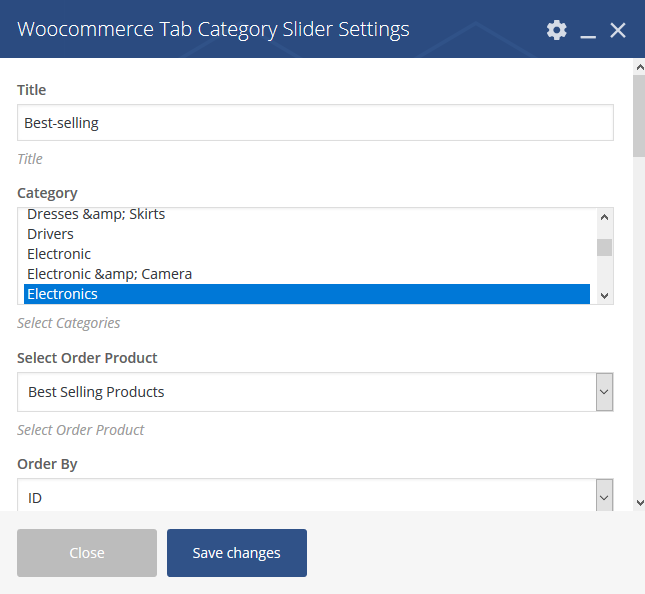 Woocommerce Tab Category Slider Settings
Title
Best-selling
Title
Category
Dresses &amp; Skirts
Drivers
Electronic
Electronic &amp; Camera
Electronics
Select Categories
Select Order Product
Best Selling Products
Select Order Product
Order By
ID
Close Save changes